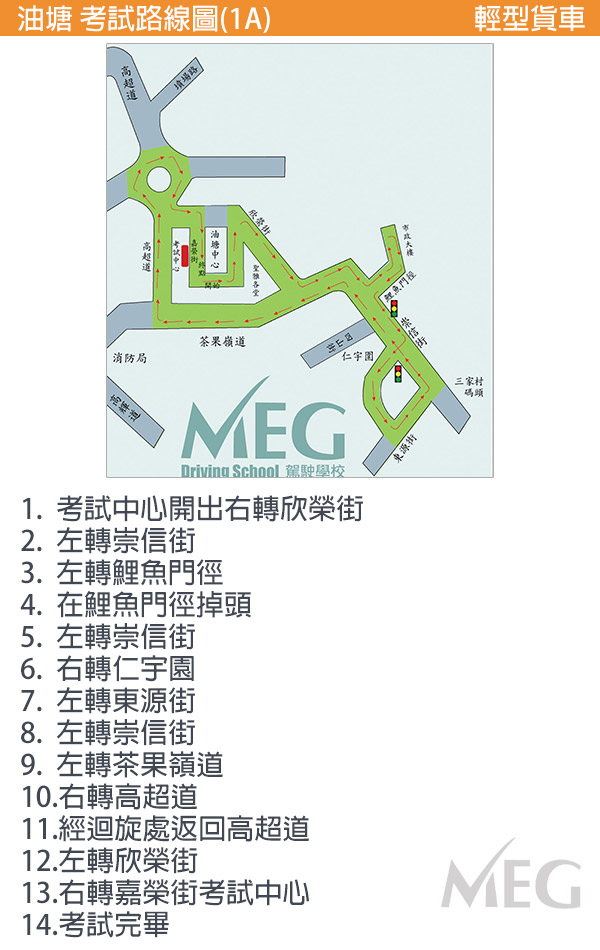 油塘 考試路線圖(1A)
輕型貨車
高超道
墳場路
欣榮街
油塘中心
嘉榮街
考試中心
終點
開始
聖雅各堂
高超道
市政大樓
鯉魚門徑
崇信街
茶果嶺道
消防局
高輝道
四山街
仁宇圍
三家村
碼頭
東源街
MEG
Driving School 駕駛學校
1. 考試中心開出右轉欣榮街
2. 左轉崇信街
3. 左轉鯉魚門徑
4. 在鯉魚門徑掉頭
5. 左轉崇信街
6. 右轉仁宇園
7. 左轉東源街
8. 左轉崇信街
9. 左轉茶果嶺道
10.右轉高超道
11.經迴旋處返回高超道
12.左轉欣榮街
13.右轉嘉榮街考試中心
14.考試完畢
MEG